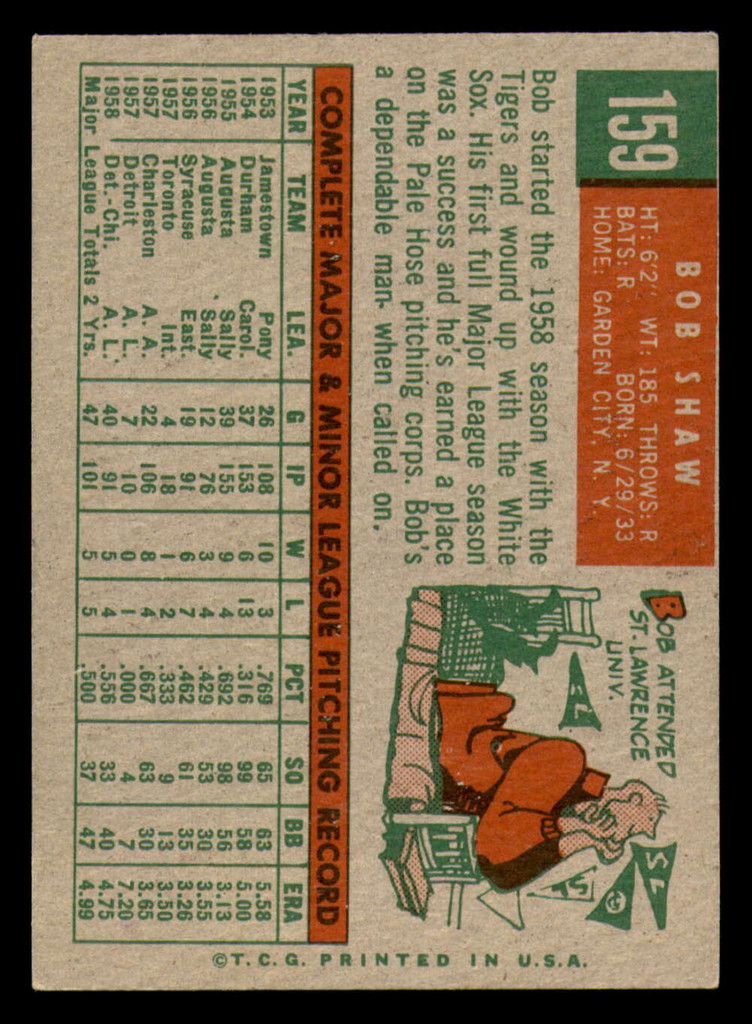 159
BOB SHAW
HT: 6'2" WT: 185 THROWS: R
BATS: R BORN: 6/29/33
HOME: GARDEN CITY, N. Y.
Bob started the 1958 season with the
Tigers and wound up with the White
Sox. His first full Major League season
was a success and he's earned a place
on the Pale Hose pitching corps. Bob's
a dependable man when called on.
BOB ATTENDED
ST. LAWRENCE
UNIV.
SL
SL
COMPLETE MAJOR & MINOR LEAGUE PITCHING RECORD
YEAR TEAM LEA. G IP W L PCT SO BB ERA
1953 Jamestown Pony 26 108 10 3 .769 65 63 5.58
1954 Durham Carol. 37 153 6 13 .316 99 58 5.00
1955 Augusta Sally 39 155 9 4 .692 98 56 3.13
1956 Augusta Sally 12 76 3 4 .429 53 30 3.55
1956 Syracuse East. 19 91 6 7 .462 61 35 3.26
1957 Toronto Int. 4 18 1 2 .333 9 13 3.50
1957 Charleston A. A. 22 106 8 4 .667 63 30 3.65
1957 Detroit A. L. 7 10 0 1 .000 4 7 7.20
1958 Det.-Chi. A. L. 40 91 5 4 .556 33 40 4.75
Major League Totals 2 Yrs. 47 101 5 5 .500 37 47 4.99
©T.C.G. PRINTED IN U.S.A.